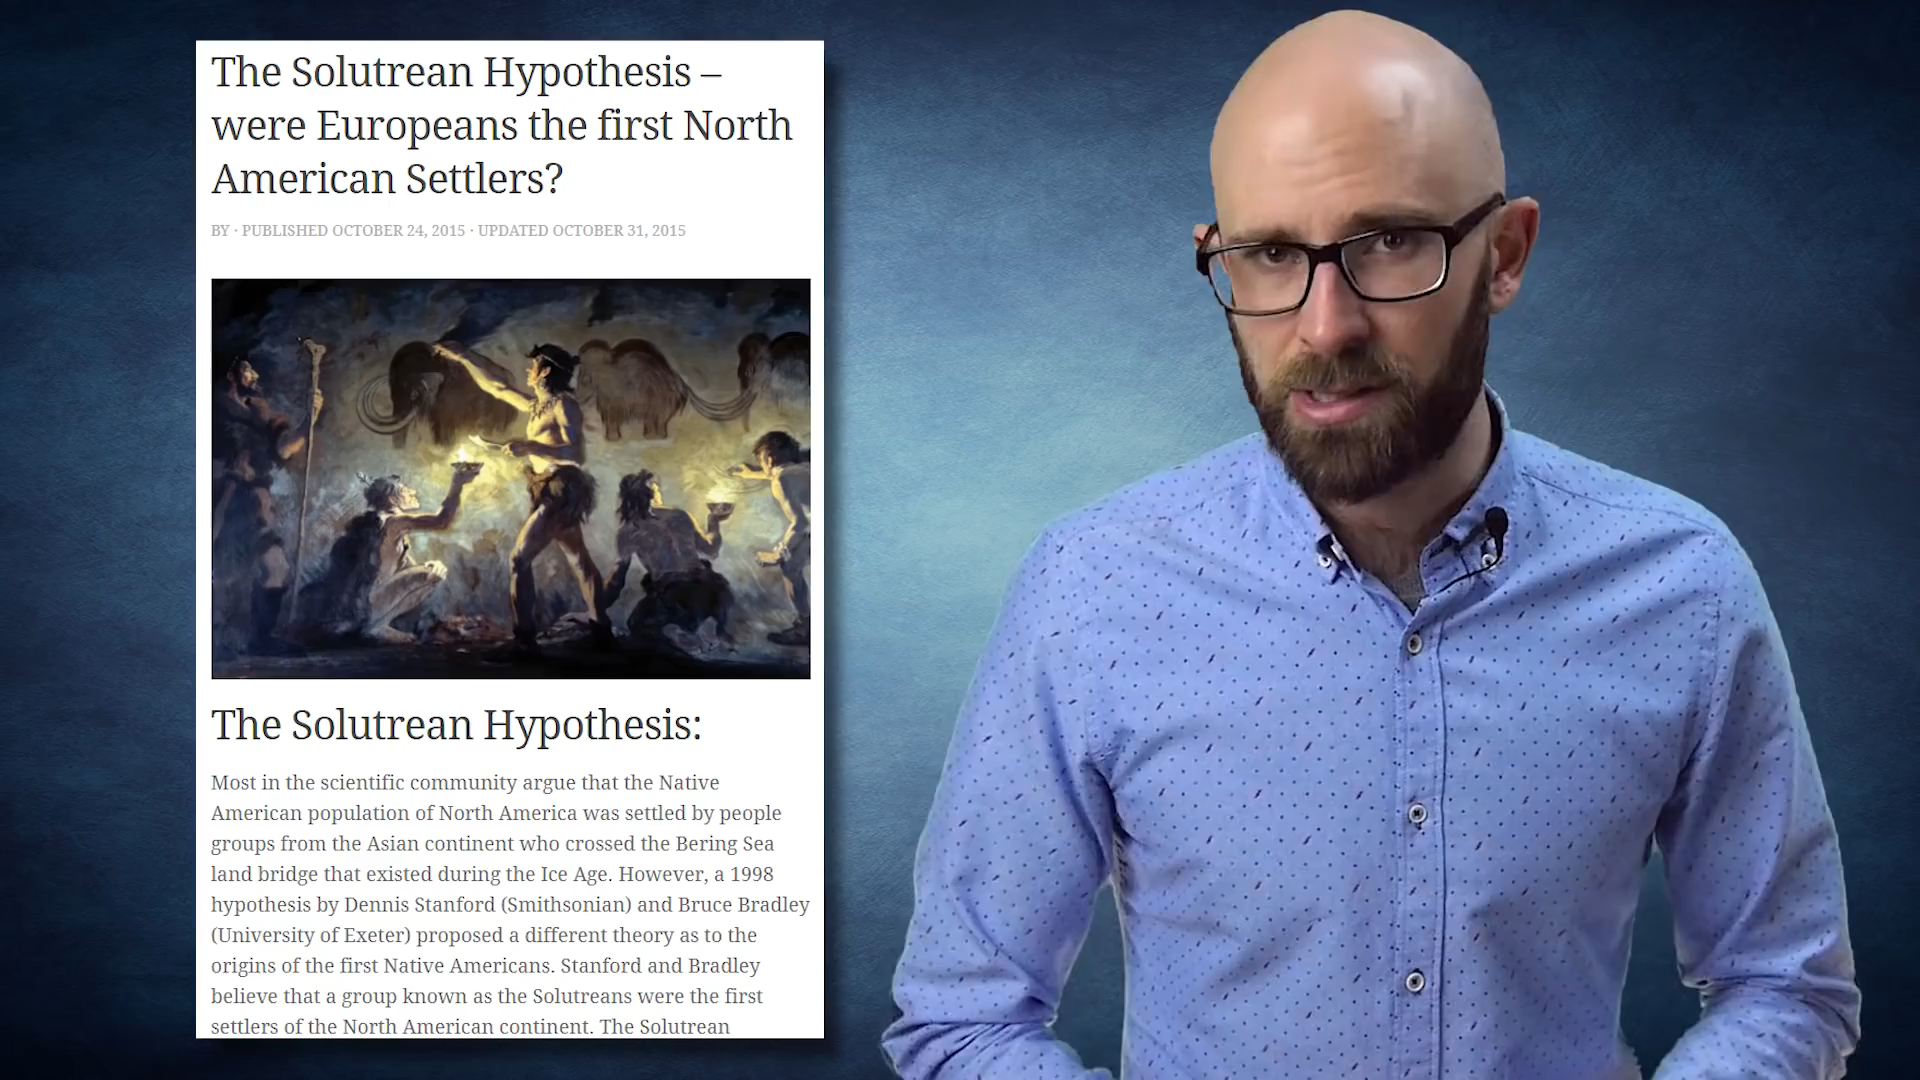 The Solutrean Hypothesis –
were Europeans the first North
American Settlers?
BY · PUBLISHED OCTOBER 24, 2015 · UPDATED OCTOBER 31, 2015
The Solutrean Hypothesis:
Most in the scientific community argue that the Native
American population of North America was settled by people
groups from the Asian continent who crossed the Bering Sea
land bridge that existed during the Ice Age. However, a 1998
hypothesis by Dennis Stanford (Smithsonian) and Bruce Bradley
(University of Exeter) proposed a different theory as to the
origins of the first Native Americans. Stanford and Bradley
believe that a group known as the Solutreans were the first
settlers of the North American continent. The Solutrean